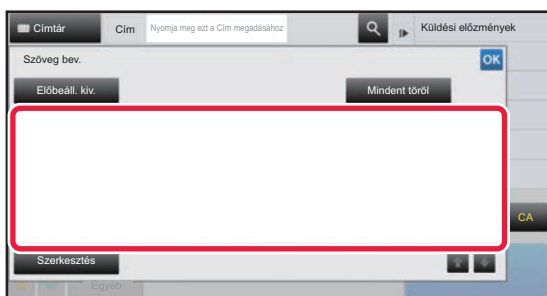 Címtár Cím Nyomja meg ezt a Cím megadásához Küldési előzmények
Szöveg bev. OK
Előbeáll. kiv. Mindent töröl
CA
Szerkesztés
Egyéb